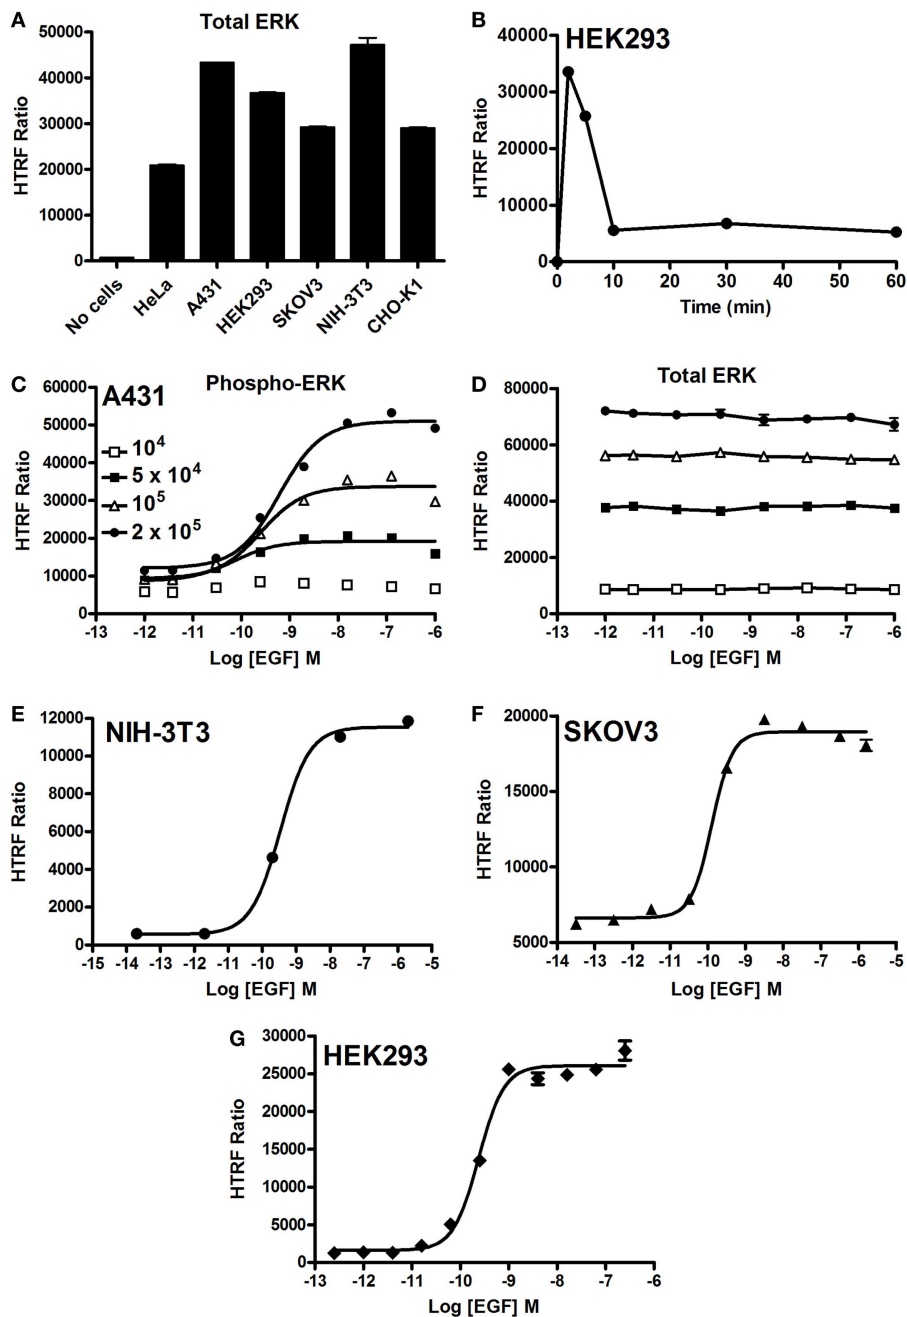 A
Total ERK
HTRF Ratio
50000
40000
30000
20000
10000
0
No cells
HeLa
A431
HEK293
SKOV3
NIH-3T3
CHO-K1
B
HEK293
HTRF Ratio
40000
30000
20000
10000
0
0 10 20 30 40 50 60
Time (min)
C
Phospho-ERK
A431
HTRF Ratio
60000
50000
40000
30000
20000
10000
0
10⁴
5 x 10⁴
10⁵
2 x 10⁵
-13 -12 -11 -10 -9 -8 -7 -6
Log [EGF] M
D
Total ERK
HTRF Ratio
80000
60000
40000
20000
0
-13 -12 -11 -10 -9 -8 -7 -6
Log [EGF] M
E
NIH-3T3
HTRF Ratio
12000
10000
8000
6000
4000
2000
0
-15 -14 -13 -12 -11 -10 -9 -8 -7 -6 -5
Log [EGF] M
F
SKOV3
HTRF Ratio
20000
15000
10000
5000
-14 -13 -12 -11 -10 -9 -8 -7 -6 -5
Log [EGF] M
G
HEK293
HTRF Ratio
30000
25000
20000
15000
10000
5000
0
-13 -12 -11 -10 -9 -8 -7 -6
Log [EGF] M